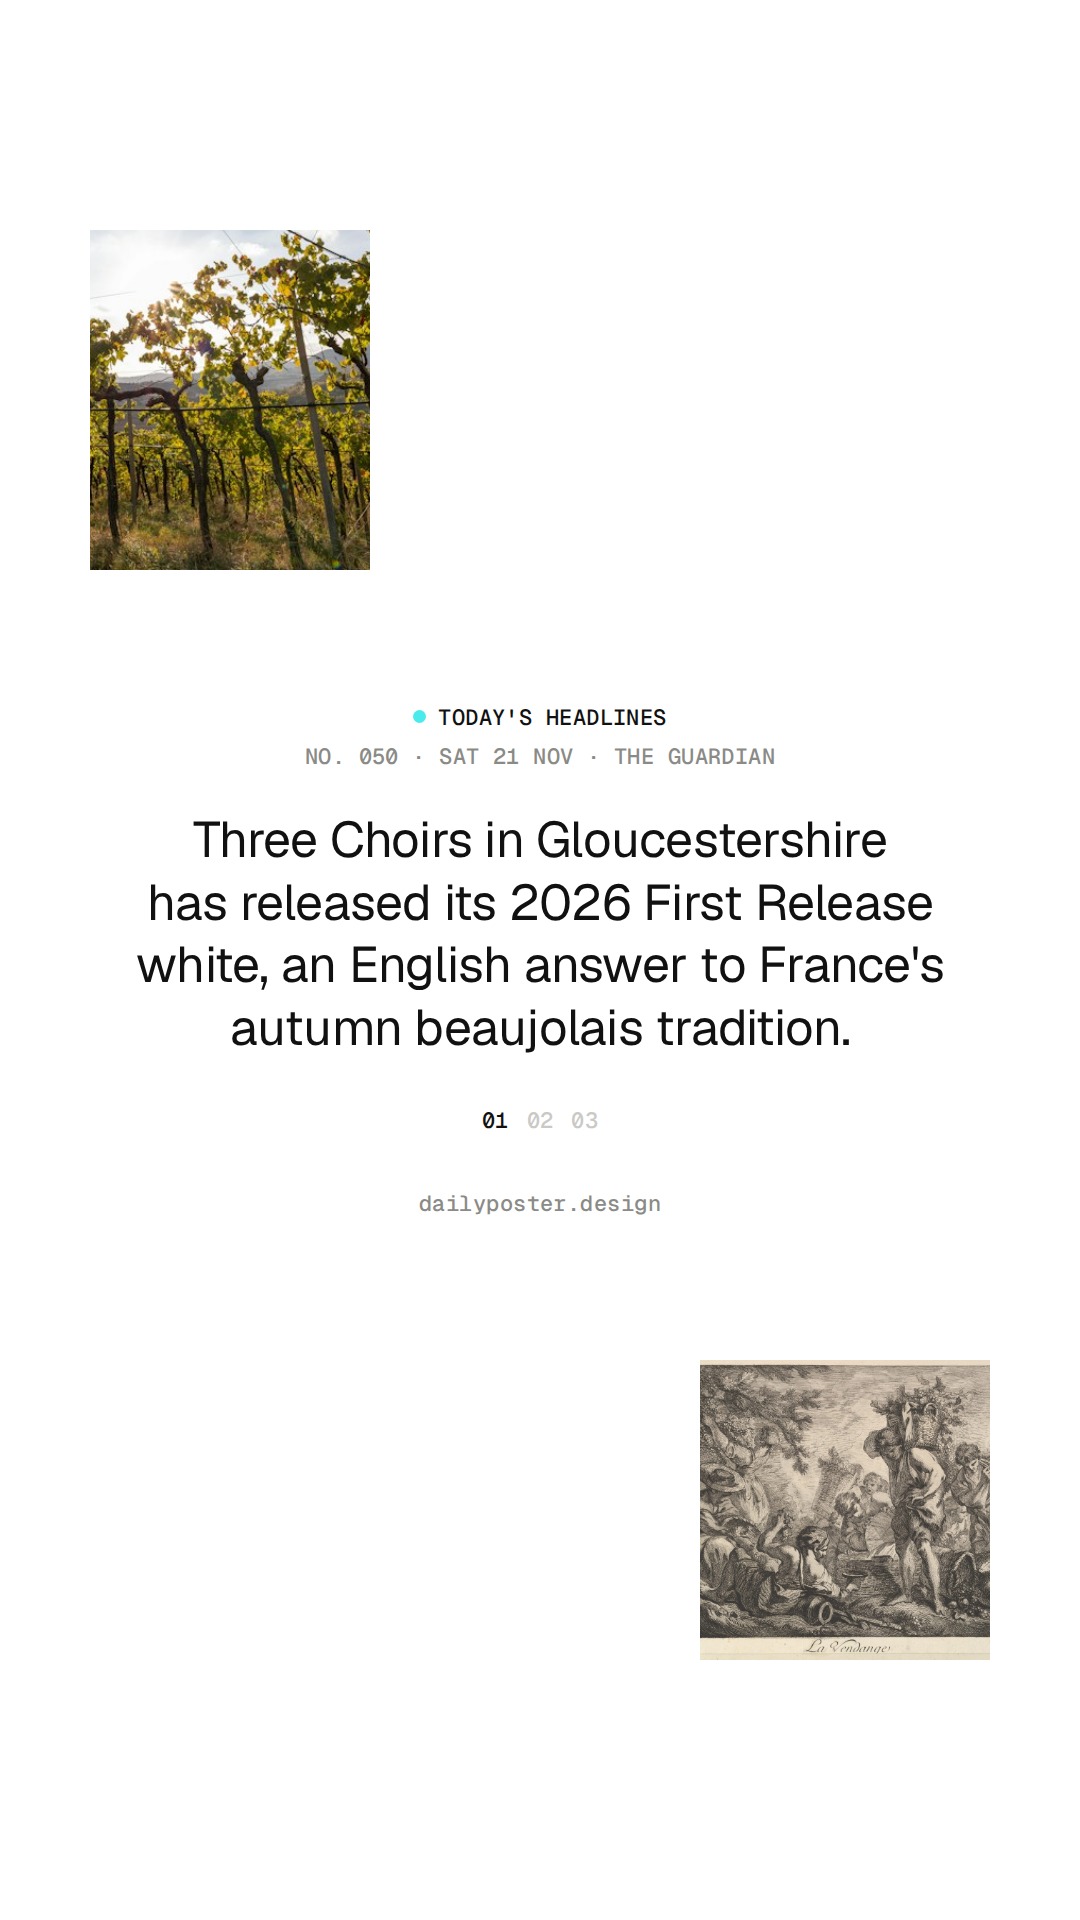 TODAY'S HEADLINES
NO. 050 · SAT 21 NOV · THE GUARDIAN
Three Choirs in Gloucestershire
has released its 2026 First Release
white, an English answer to France's
autumn beaujolais tradition.
01 02 03
dailyposter.design
La Vendange